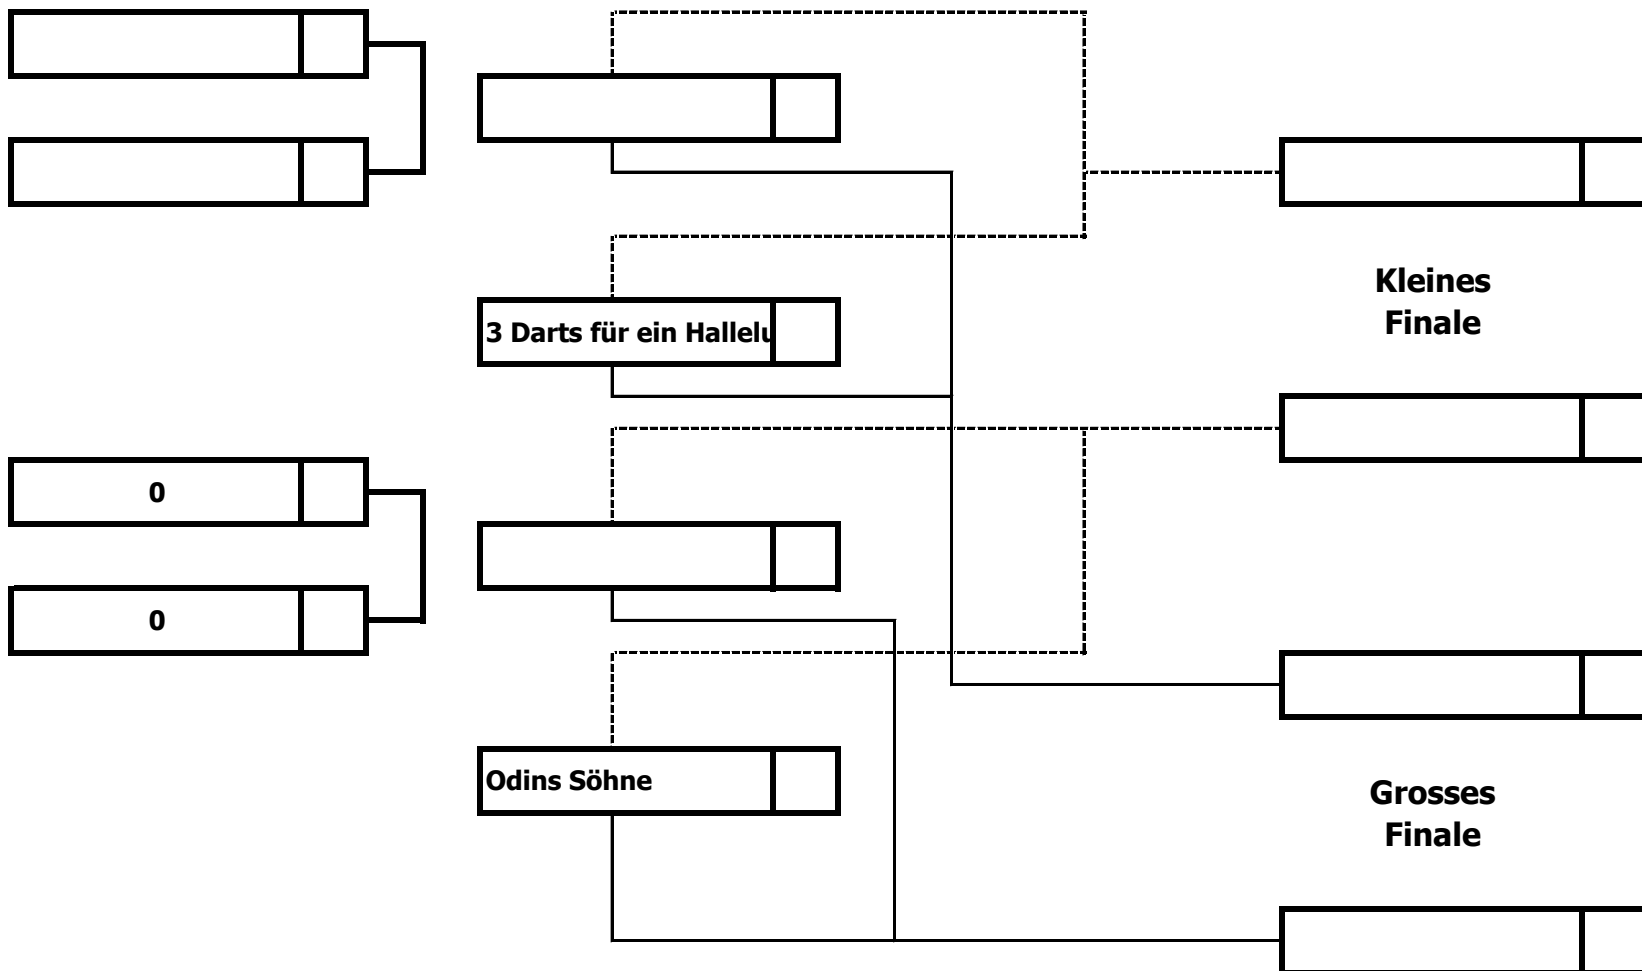 Kleines
Finale
3 Darts für ein Hallelu
0
0
Odins Söhne
Grosses
Finale